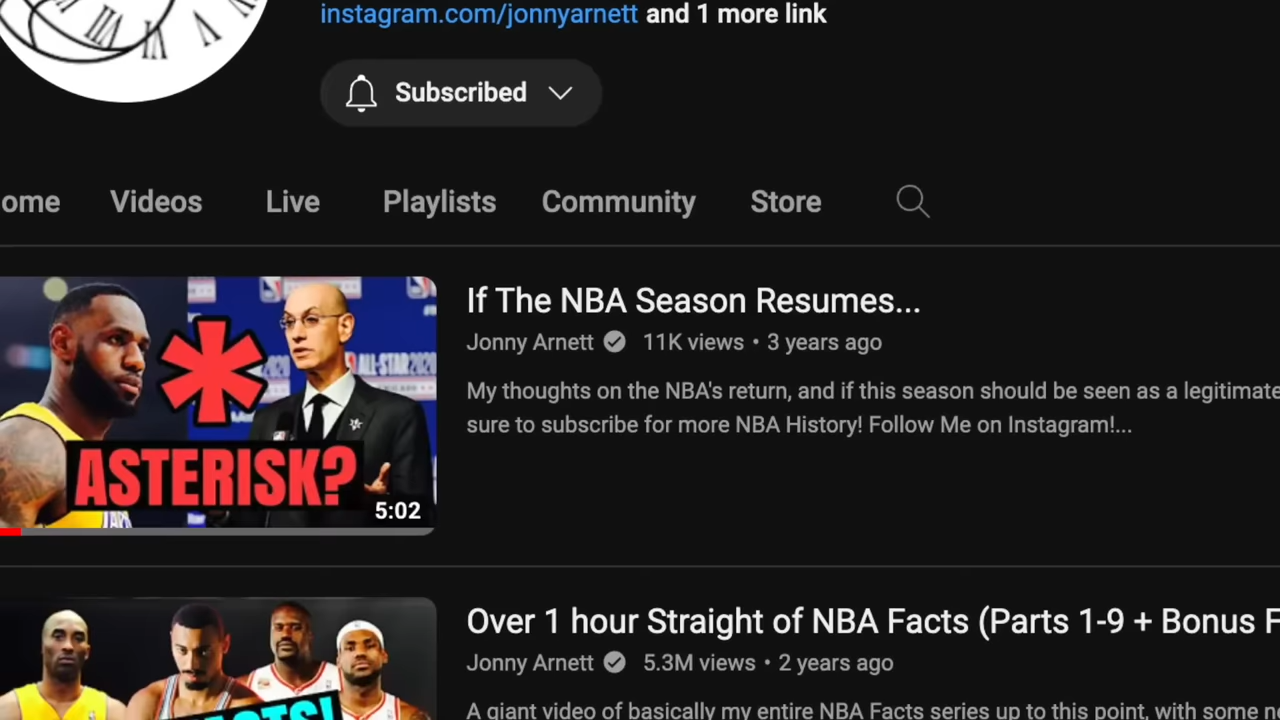 instagram.com/jonnyarnett and 1 more link
Subscribed
ome Videos Live Playlists Community Store
If The NBA Season Resumes...
Jonny Arnett 11K views • 3 years ago
My thoughts on the NBA's return, and if this season should be seen as a legitimate
sure to subscribe for more NBA History! Follow Me on Instagram!...
ALL-STAR 2020
ASTERISK?
5:02
Over 1 hour Straight of NBA Facts (Parts 1-9 + Bonus F
Jonny Arnett 5.3M views • 2 years ago
A giant video of basically my entire NBA Facts series up to this point, with some